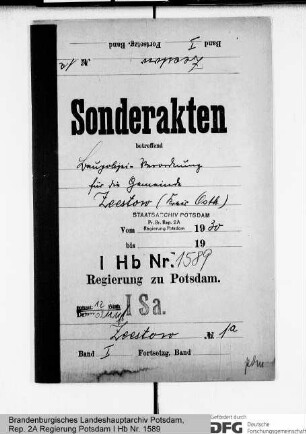 Band I Fortsetzg. Band
Zeestow № 1a
Sonderakten
betreffend
Baupolizei-Verordnung
für die Gemeinde
Zeestow (Kreis Osth.)
STAATSARCHIV POTSDAM
Pr. Br. Rep. 2A
Regierung Potsdam
Vom 1930
bis 19
I Hb Nr. 1589
Regierung zu Potsdam.
I Sa.
Zeestow № 1a
Band I Fortsetzg. Band
Brandenburgisches Landeshauptarchiv Potsdam,
Rep. 2A Regierung Potsdam I Hb Nr. 1589
Gefördert durch
DFG Deutsche
Forschungsgemeinschaft